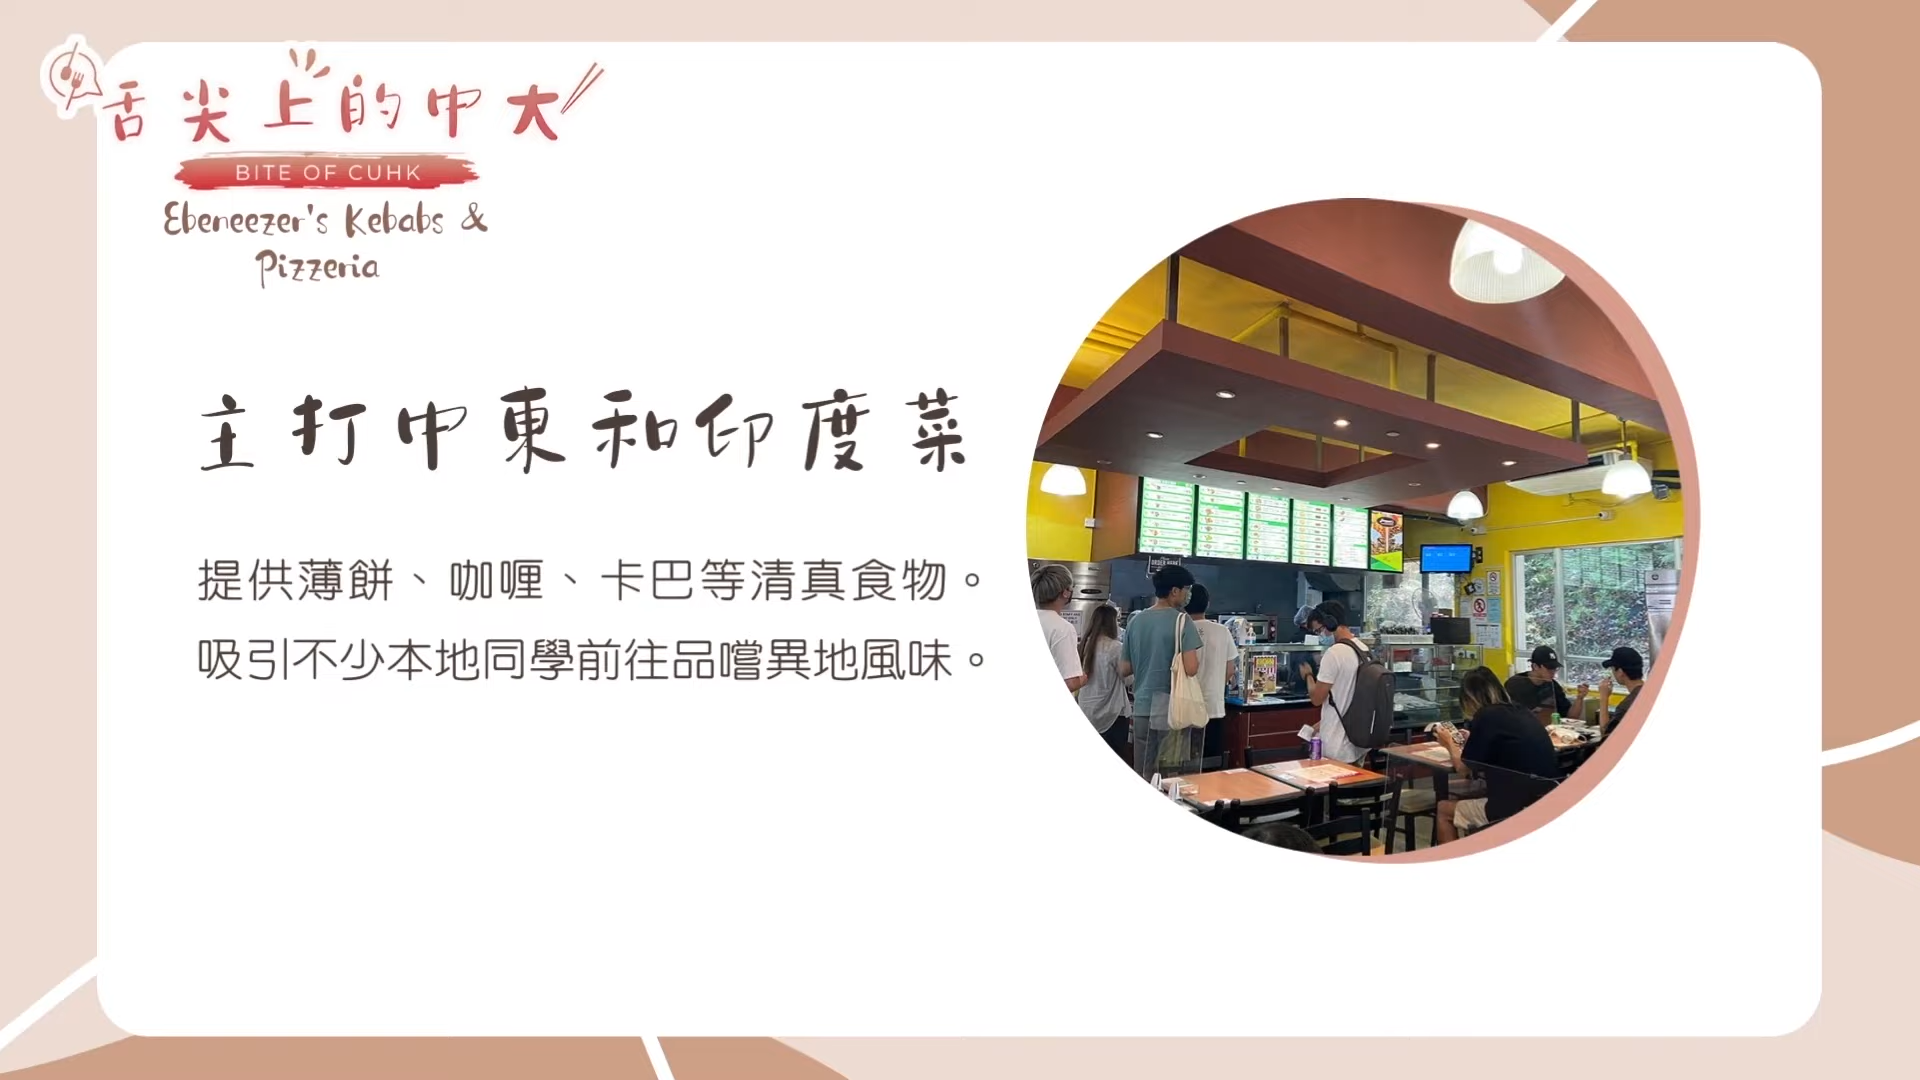 舌尖上的中大
BITE OF CUHK
Ebeneezer's Kebabs &
Pizzeria
主打中東和印度菜
提供薄餅、咖喱、卡巴等清真食物。
吸引不少本地同學前往品嚐異地風味。